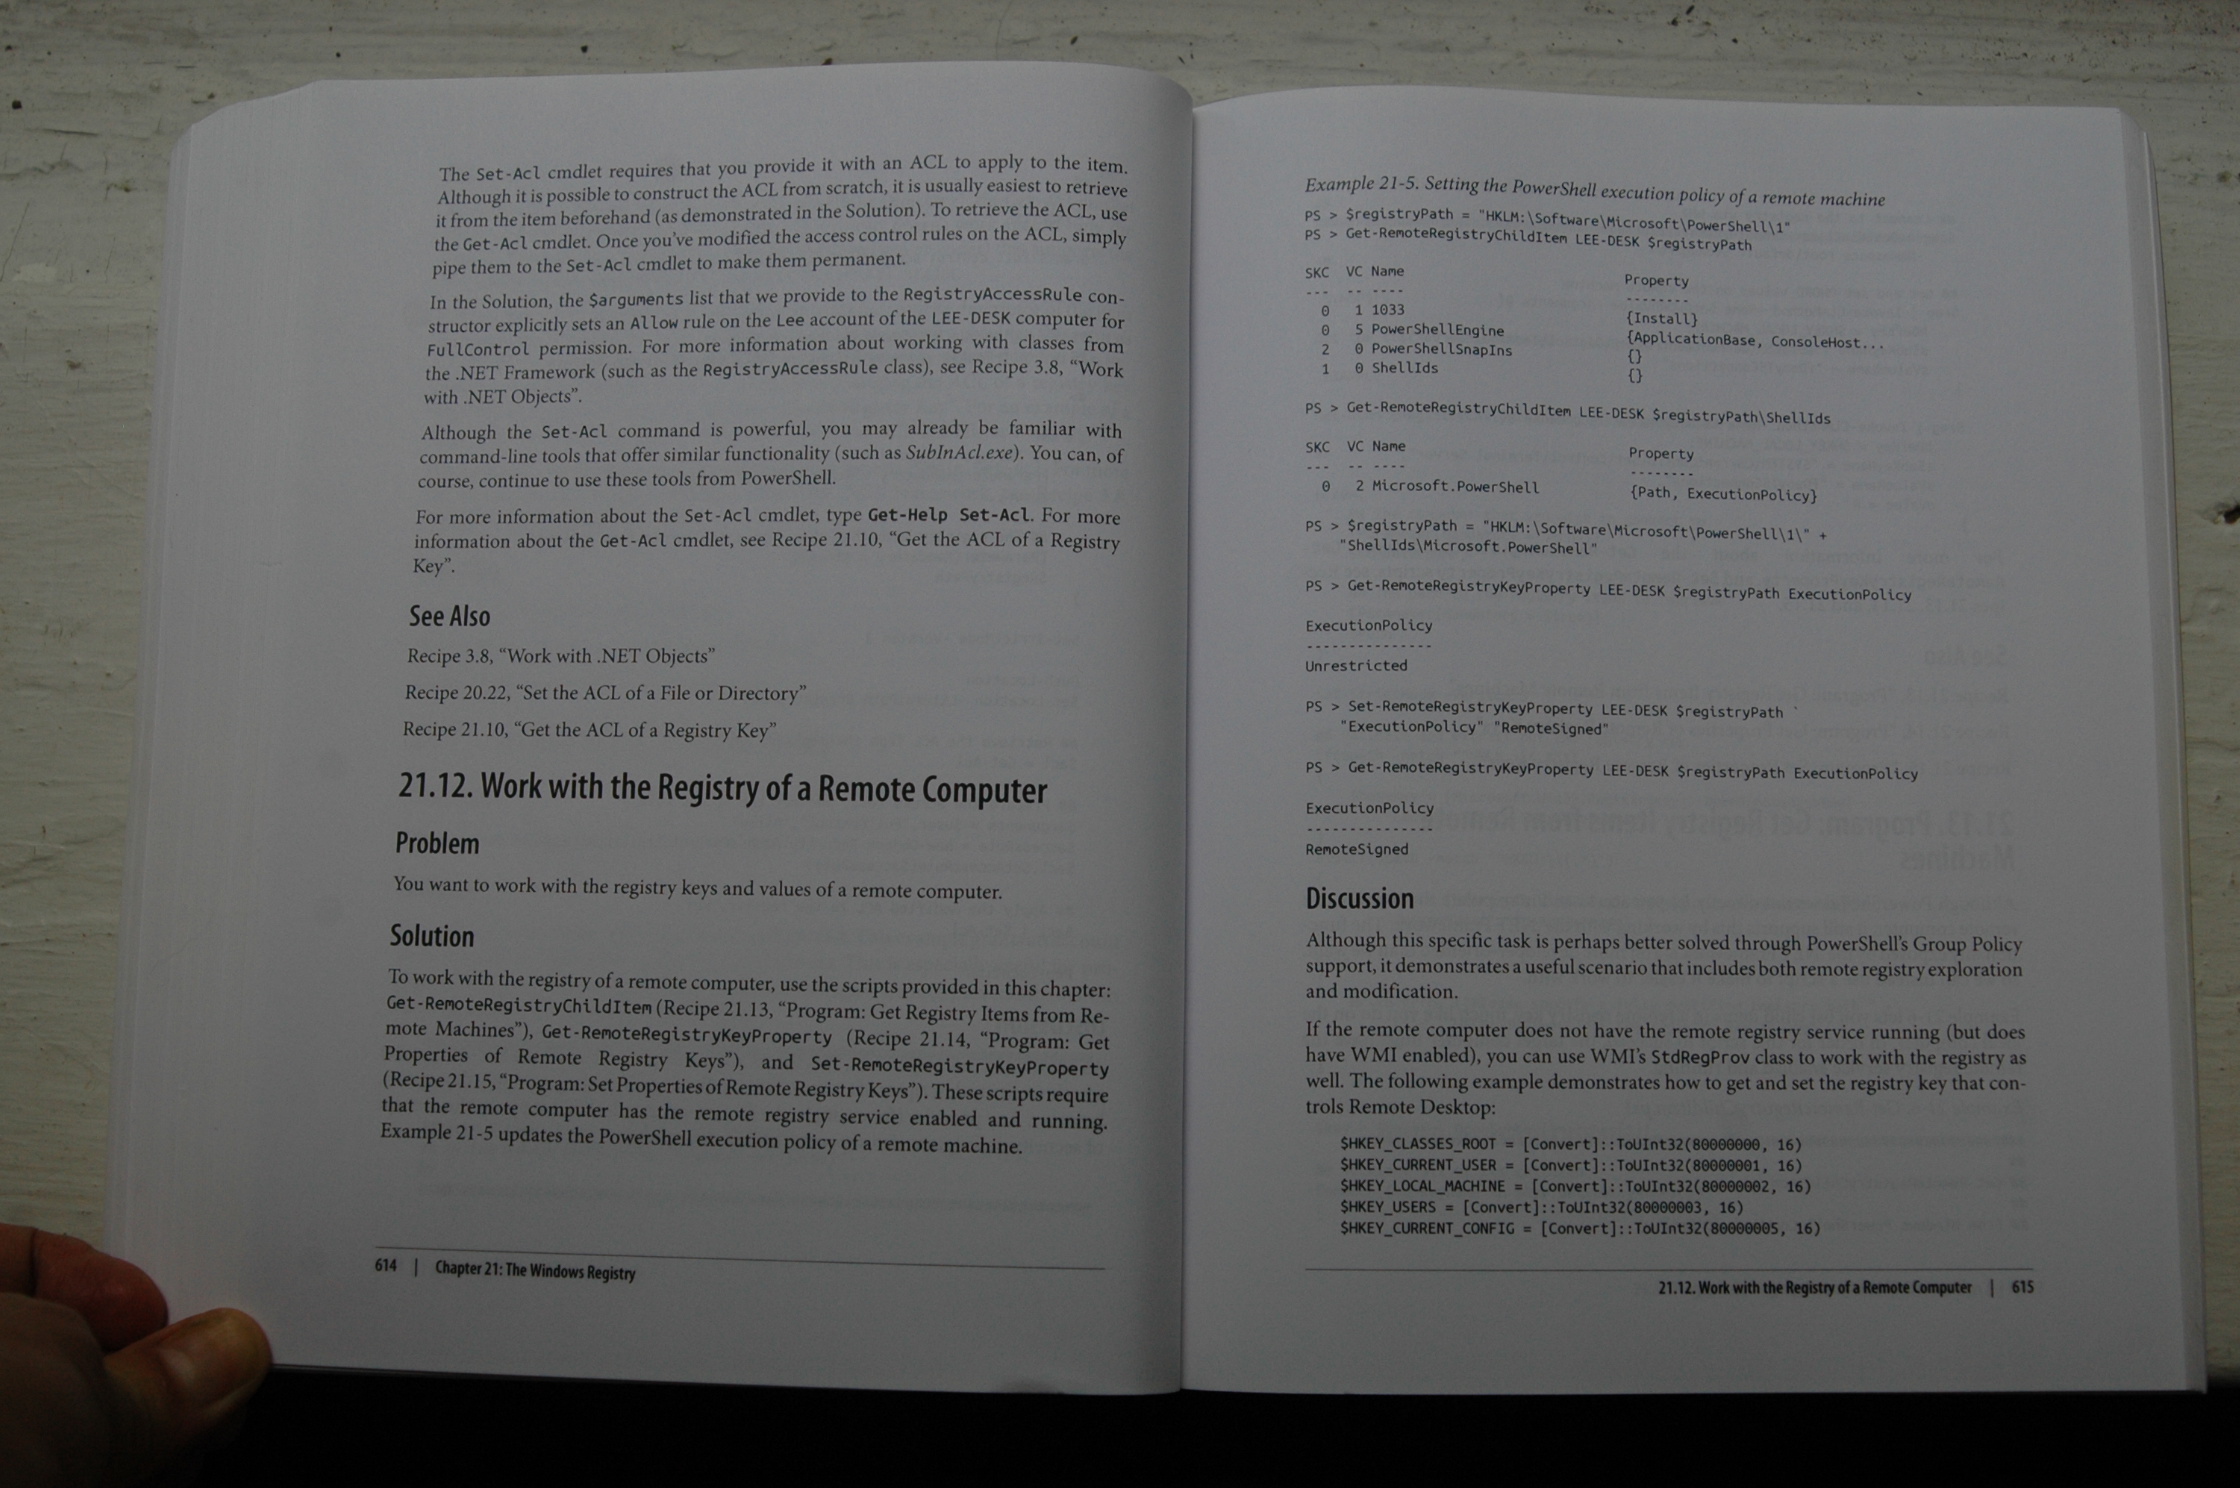 The Set-Acl cmdlet requires that you provide it with an ACL to apply to the item.
Although it is possible to construct the ACL from scratch, it is usually easiest to retrieve
it from the item beforehand (as demonstrated in the Solution). To retrieve the ACL, use
the Get-Acl cmdlet. Once you've modified the access control rules on the ACL, simply
pipe them to the Set-Acl cmdlet to make them permanent.
In the Solution, the $arguments list that we provide to the RegistryAccessRule con-
structor explicitly sets an Allow rule on the Lee account of the LEE-DESK computer for
FullControl permission. For more information about working with classes from
the .NET Framework (such as the RegistryAccessRule class), see Recipe 3.8, “Work
with .NET Objects”.
Although the Set-Acl command is powerful, you may already be familiar with
command-line tools that offer similar functionality (such as SubInAcl.exe). You can, of
course, continue to use these tools from PowerShell.
For more information about the Set-Acl cmdlet, type Get-Help Set-Acl. For more
information about the Get-Acl cmdlet, see Recipe 21.10, “Get the ACL of a Registry
Key”.
See Also
Recipe 3.8, “Work with .NET Objects”
Recipe 20.22, “Set the ACL of a File or Directory”
Recipe 21.10, “Get the ACL of a Registry Key”
21.12. Work with the Registry of a Remote Computer
Problem
You want to work with the registry keys and values of a remote computer.
Solution
To work with the registry of a remote computer, use the scripts provided in this chapter:
Get-RemoteRegistryChildItem (Recipe 21.13, “Program: Get Registry Items from Re-
mote Machines”), Get-RemoteRegistryKeyProperty (Recipe 21.14, “Program: Get
Properties of Remote Registry Keys”), and Set-RemoteRegistryKeyProperty
(Recipe 21.15, “Program: Set Properties of Remote Registry Keys”). These scripts require
that the remote computer has the remote registry service enabled and running.
Example 21-5 updates the PowerShell execution policy of a remote machine.
614 | Chapter 21: The Windows Registry
Example 21-5. Setting the PowerShell execution policy of a remote machine
PS > $registryPath = "HKLM:\Software\Microsoft\PowerShell\1"
PS > Get-RemoteRegistryChildItem LEE-DESK $registryPath
SKC VC Name Property
--- -- ---- --------
0 1 1033 {Install}
0 5 PowerShellEngine {ApplicationBase, ConsoleHost...
2 0 PowerShellSnapIns {}
1 0 ShellIds {}
PS > Get-RemoteRegistryChildItem LEE-DESK $registryPath\ShellIds
SKC VC Name Property
--- -- ---- --------
0 2 Microsoft.PowerShell {Path, ExecutionPolicy}
PS > $registryPath = "HKLM:\Software\Microsoft\PowerShell\1\" +
"ShellIds\Microsoft.PowerShell"
PS > Get-RemoteRegistryKeyProperty LEE-DESK $registryPath ExecutionPolicy
ExecutionPolicy
---------------
Unrestricted
PS > Set-RemoteRegistryKeyProperty LEE-DESK $registryPath `
"ExecutionPolicy" "RemoteSigned"
PS > Get-RemoteRegistryKeyProperty LEE-DESK $registryPath ExecutionPolicy
ExecutionPolicy
---------------
RemoteSigned
Discussion
Although this specific task is perhaps better solved through PowerShell's Group Policy
support, it demonstrates a useful scenario that includes both remote registry exploration
and modification.
If the remote computer does not have the remote registry service running (but does
have WMI enabled), you can use WMI's StdRegProv class to work with the registry as
well. The following example demonstrates how to get and set the registry key that con-
trols Remote Desktop:
$HKEY_CLASSES_ROOT = [Convert]::ToUInt32(80000000, 16)
$HKEY_CURRENT_USER = [Convert]::ToUInt32(80000001, 16)
$HKEY_LOCAL_MACHINE = [Convert]::ToUInt32(80000002, 16)
$HKEY_USERS = [Convert]::ToUInt32(80000003, 16)
$HKEY_CURRENT_CONFIG = [Convert]::ToUInt32(80000005, 16)
21.12. Work with the Registry of a Remote Computer | 615